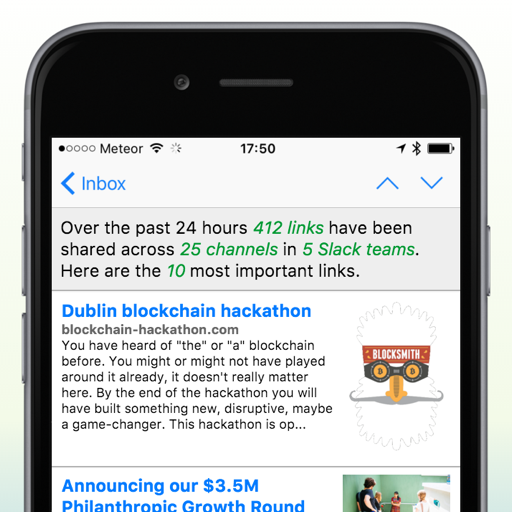 Meteor 17:50
Inbox
Over the past 24 hours 412 links have been
shared across 25 channels in 5 Slack teams.
Here are the 10 most important links.
Dublin blockchain hackathon
blockchain-hackathon.com
You have heard of "the" or "a" blockchain
before. You might or might not have played
around it already, it doesn't really matter
here. By the end of the hackathon you will
have built something new, disruptive, maybe
a game-changer. This hackathon is op...
BLOCKSMITH
Announcing our $3.5M
Philanthropic Growth Round